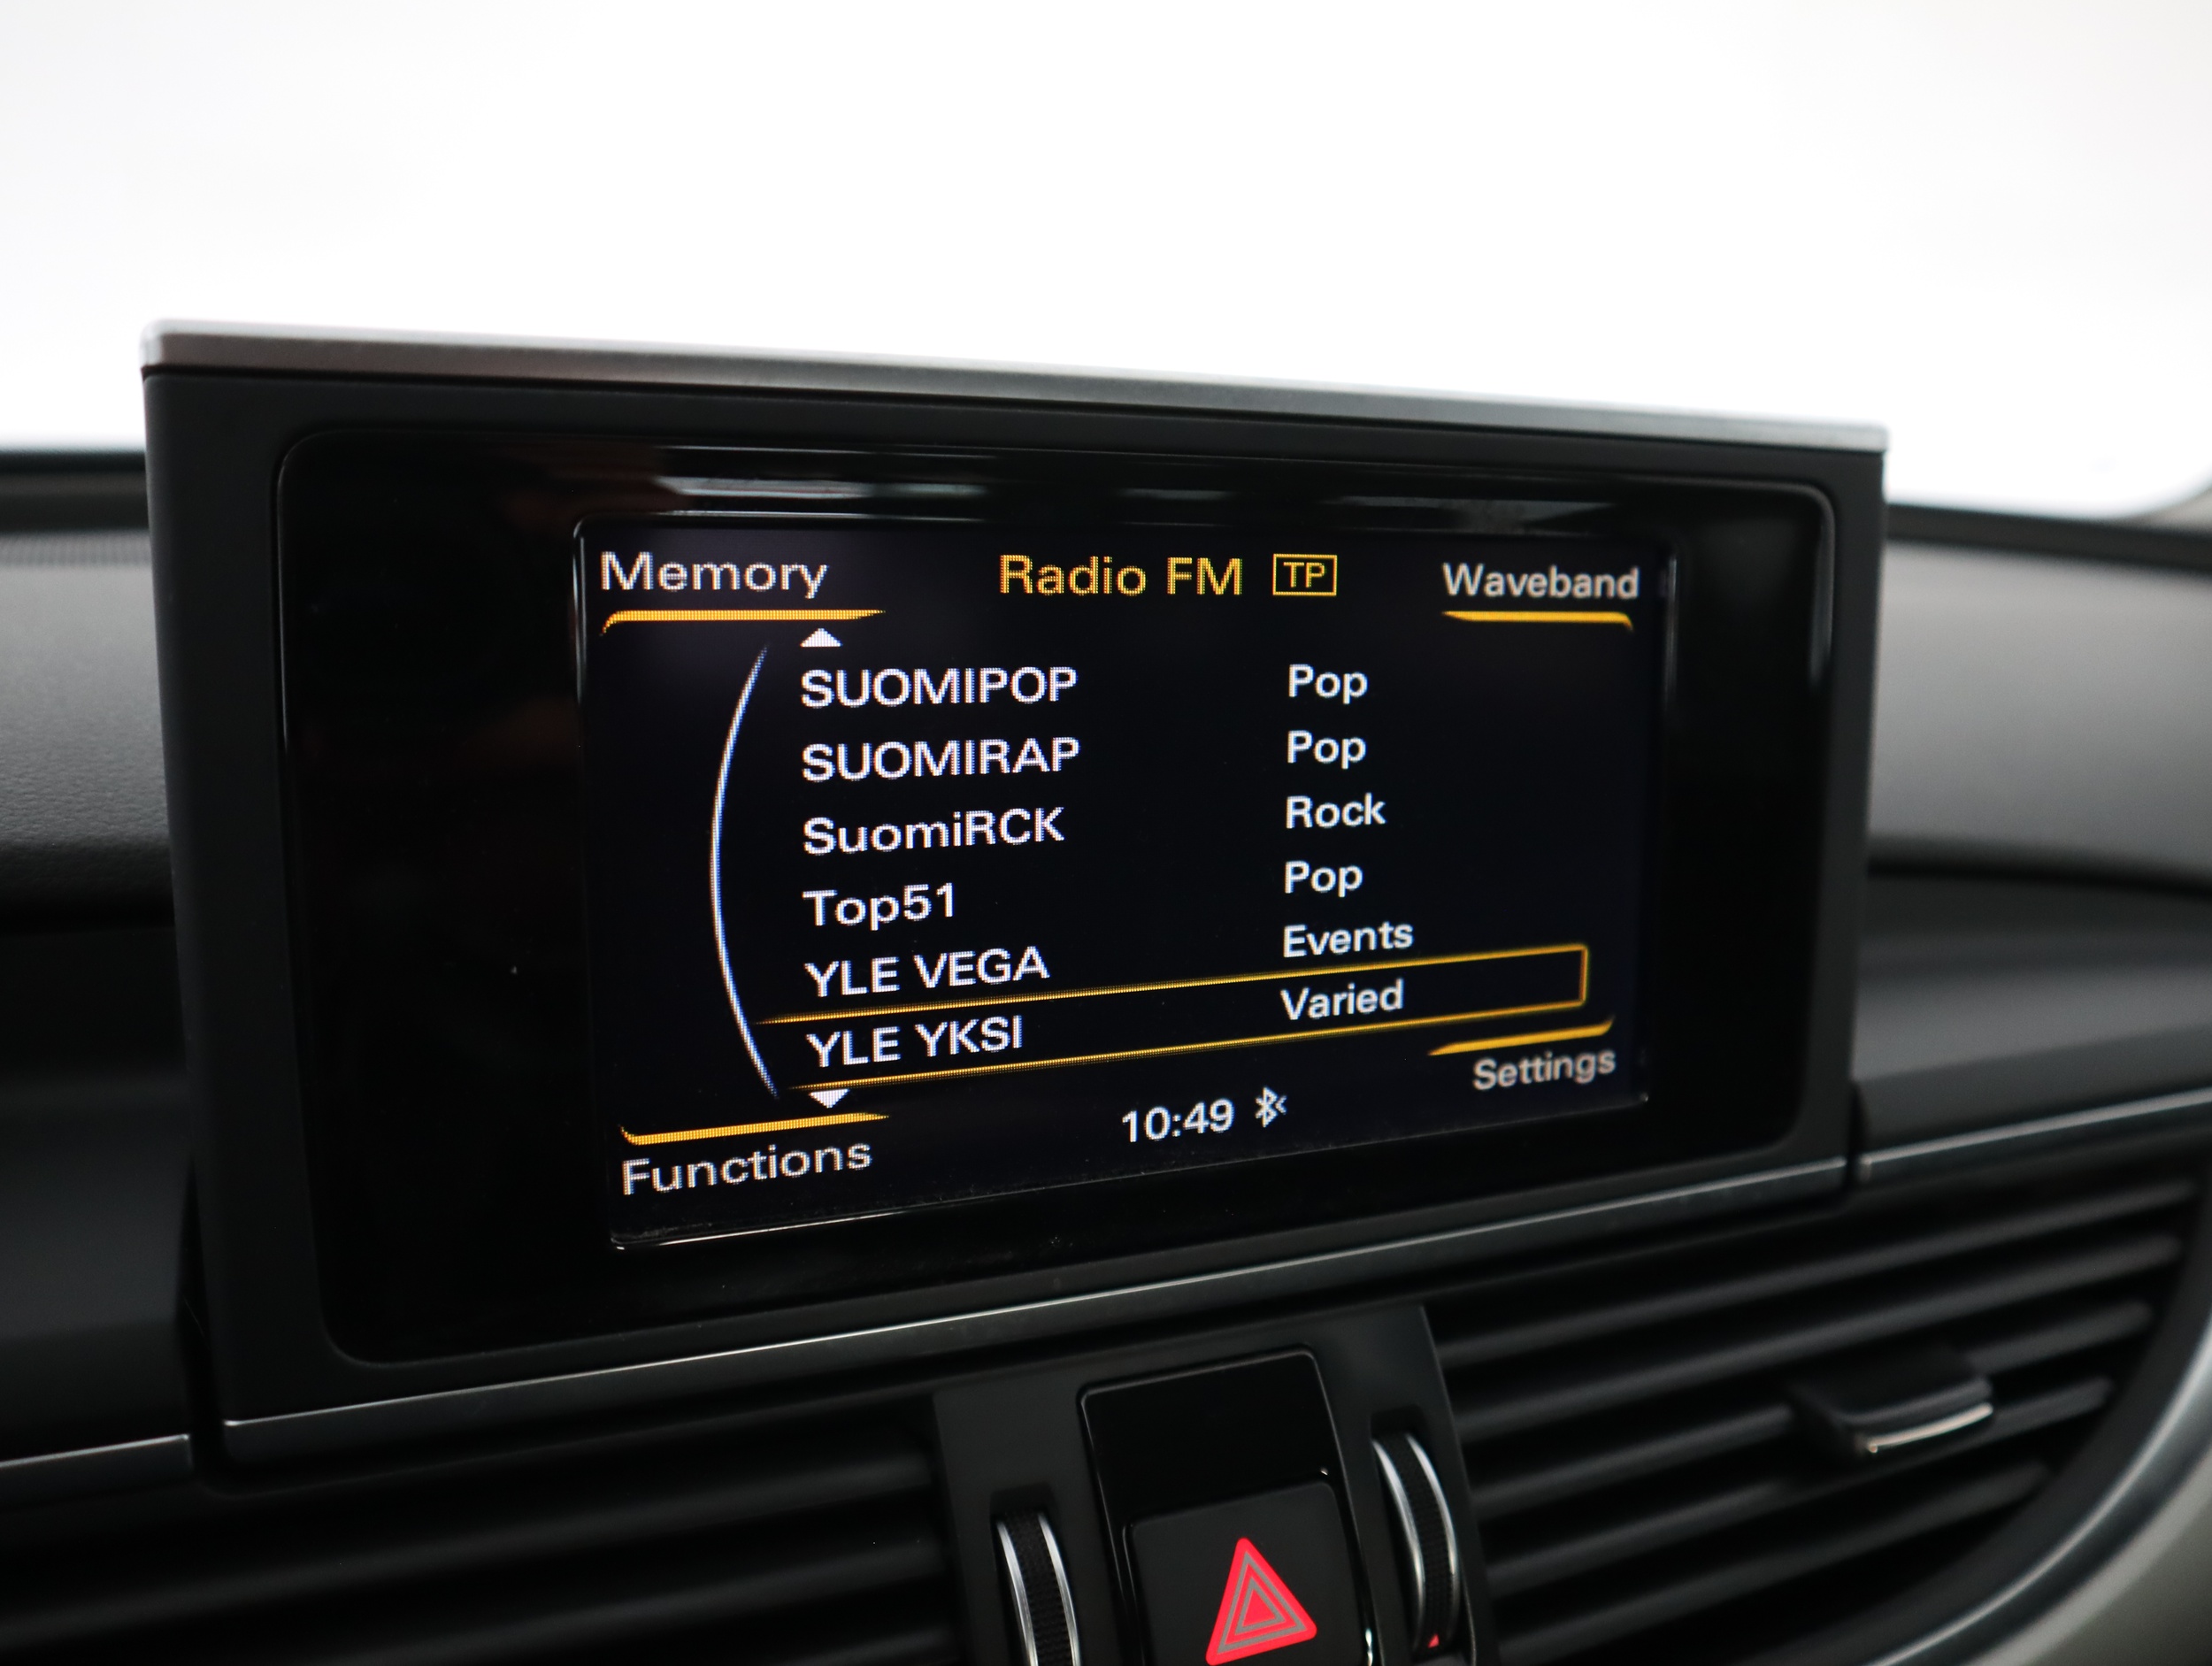 Memory Radio FM TP Waveband
SUOMIPOP Pop
SUOMIRAP Pop
SuomiRCK Rock
Top51 Pop
YLE VEGA Events
YLE YKSI Varied
Functions 10:49 Settings